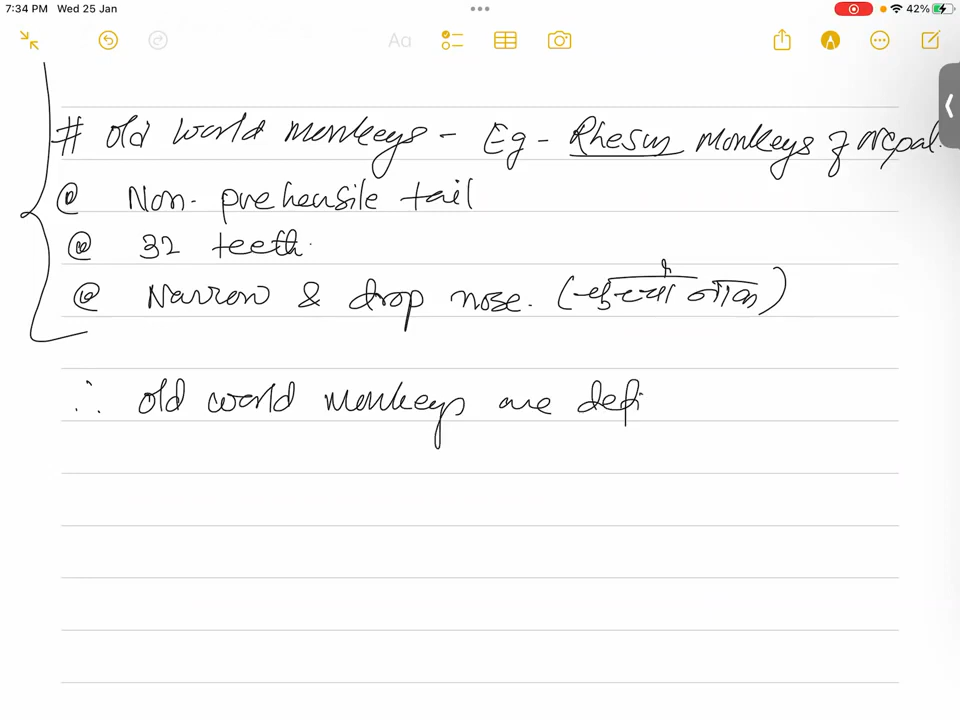 7:34 PM Wed 25 Jan 42%
Aa
# old world monkeys - Eg - Rhesus monkeys of Nepal.
@ Non-prehensile tail
@ 32 teeth.
@ Narrow & drop nose. (
∴ old world monkeys are defi